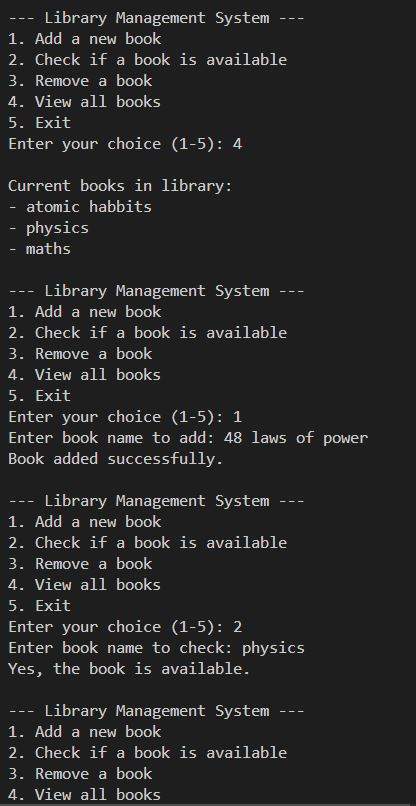 --- Library Management System ---
1. Add a new book
2. Check if a book is available
3. Remove a book
4. View all books
5. Exit
Enter your choice (1-5): 4

Current books in library:
- atomic habbits
- physics
- maths

--- Library Management System ---
1. Add a new book
2. Check if a book is available
3. Remove a book
4. View all books
5. Exit
Enter your choice (1-5): 1
Enter book name to add: 48 laws of power
Book added successfully.

--- Library Management System ---
1. Add a new book
2. Check if a book is available
3. Remove a book
4. View all books
5. Exit
Enter your choice (1-5): 2
Enter book name to check: physics
Yes, the book is available.

--- Library Management System ---
1. Add a new book
2. Check if a book is available
3. Remove a book
4. View all books